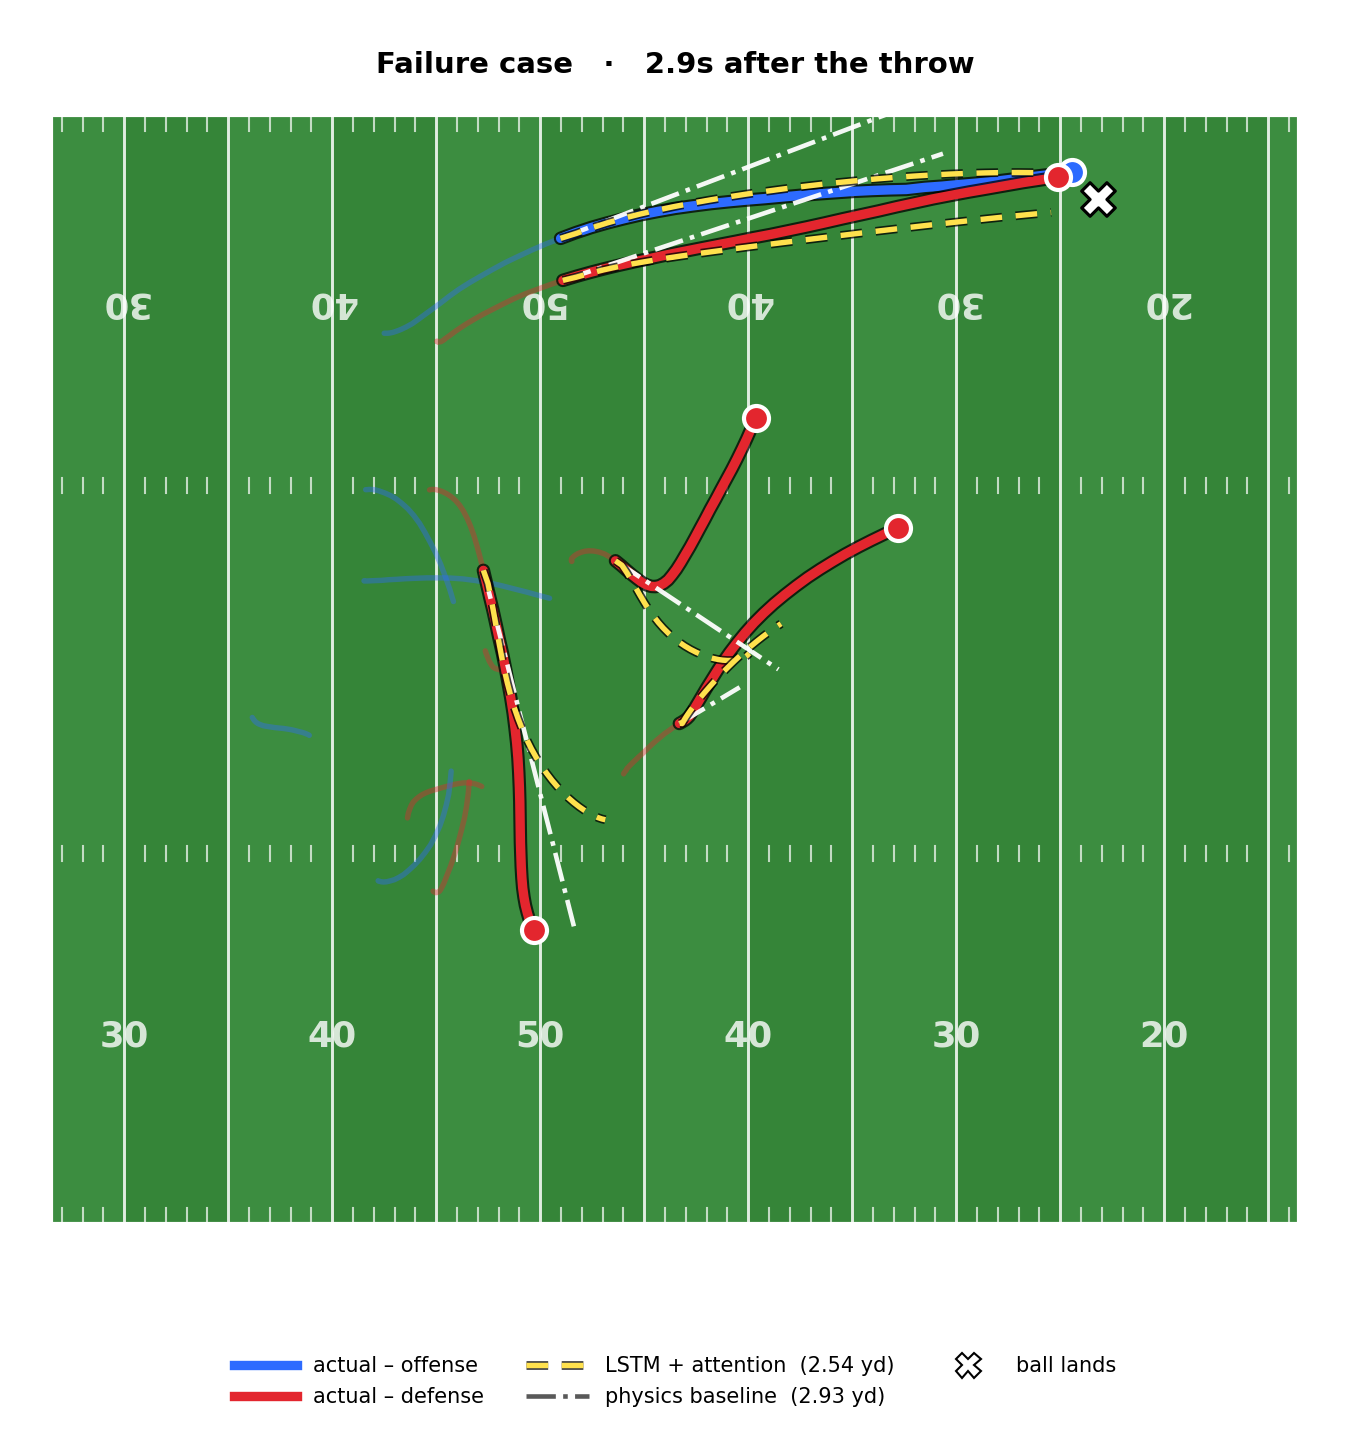 Failure case · 2.9s after the throw
30 40 50 40 30 20
30 40 50 40 30 20
actual – offense
actual – defense
LSTM + attention (2.54 yd)
physics baseline (2.93 yd)
ball lands